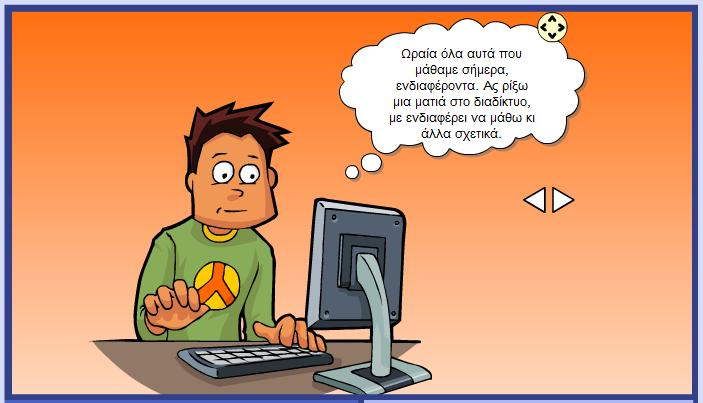 Ωραία όλα αυτά που
μάθαμε σήμερα,
ενδιαφέροντα. Ας ρίξω
μια ματιά στο διαδίκτυο,
με ενδιαφέρει να μάθω κι
άλλα σχετικά.